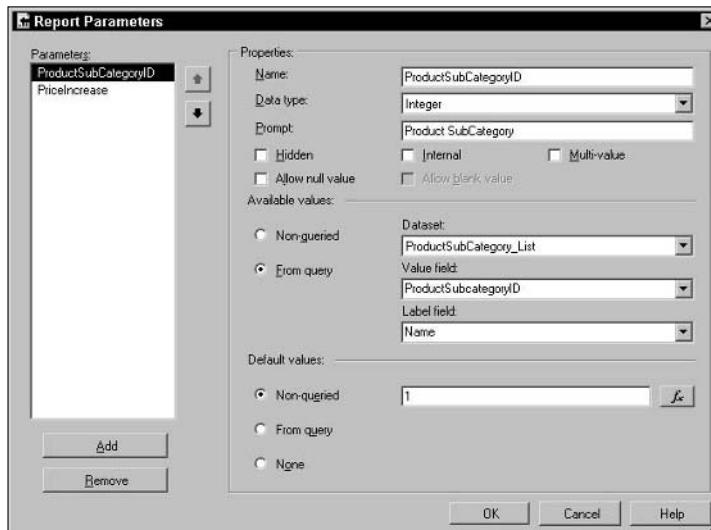 Report Parameters
Parameters:
ProductSubCategoryID
PriceIncrease
Add
Remove
Properties:
Name:
ProductSubCategoryID
Data type:
Integer
Prompt:
Product SubCategory
Hidden
Internal
Multi-value
Allow null value
Allow blank value
Available values:
Non-queried
From query
Dataset:
ProductSubCategory_List
Value field:
ProductSubcategoryID
Label field:
Name
Default values:
Non-queried
1
fx
From query
None
OK
Cancel
Help